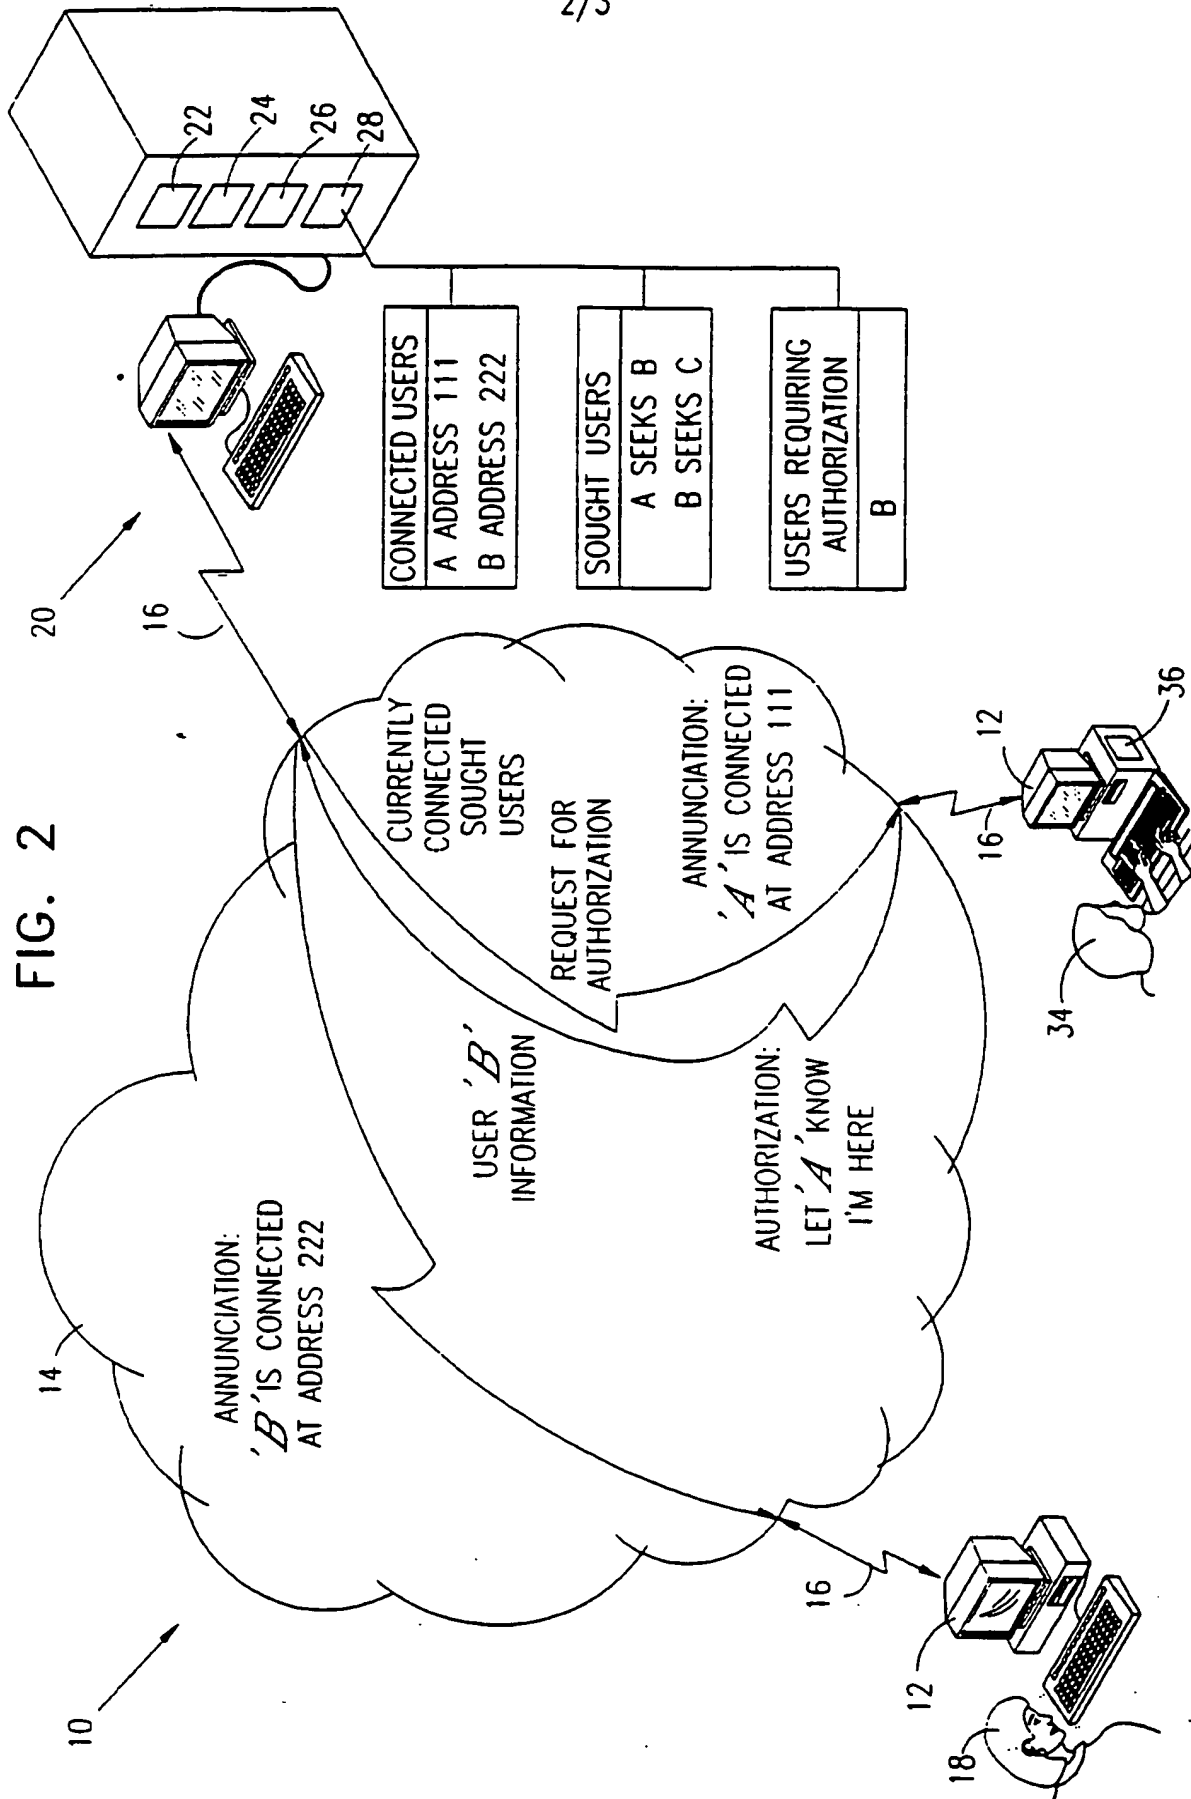 2/3
FIG. 2
10
14
20
16
22
24
26
28
CONNECTED USERS
A ADDRESS 111
B ADDRESS 222
SOUGHT USERS
A SEEKS B
B SEEKS C
USERS REQUIRING
AUTHORIZATION
B
ANNUNCIATION:
'B' IS CONNECTED
AT ADDRESS 222
USER 'B'
INFORMATION
CURRENTLY
CONNECTED
SOUGHT
USERS
REQUEST FOR
AUTHORIZATION
ANNUNCIATION:
'A' IS CONNECTED
AT ADDRESS 111
AUTHORIZATION:
LET 'A' KNOW
I'M HERE
16
12
18
16
12
34
36